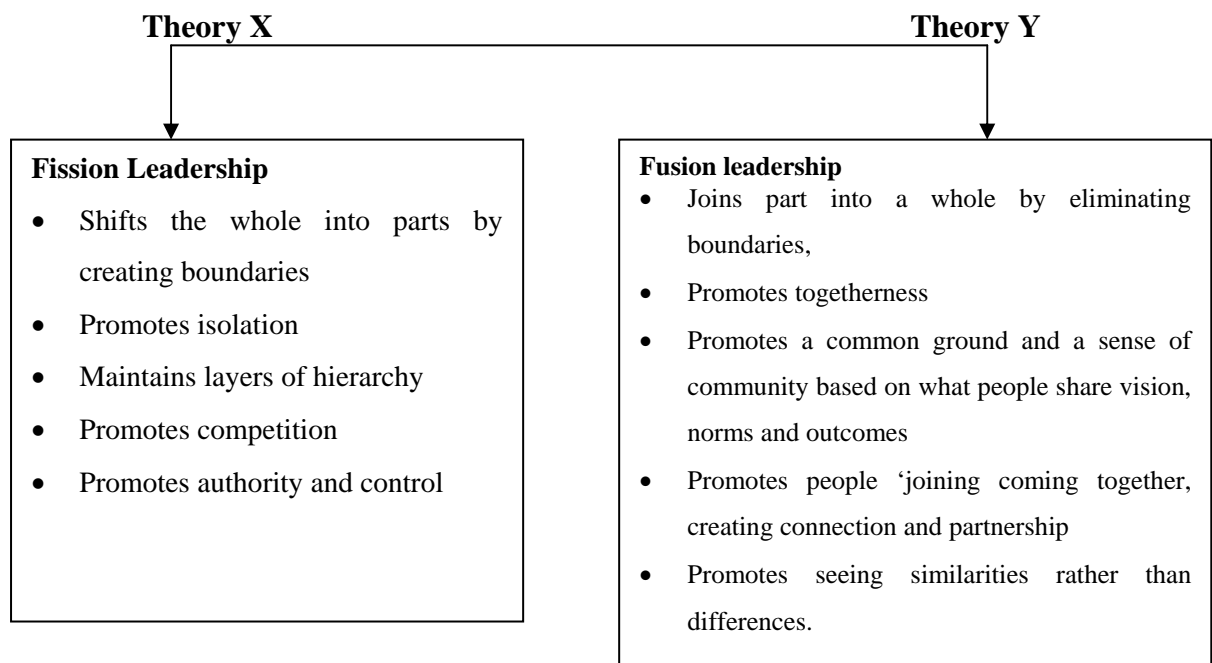 Theory X
Theory Y
Fission Leadership
• Shifts the whole into parts by
creating boundaries
• Promotes isolation
• Maintains layers of hierarchy
• Promotes competition
• Promotes authority and control
Fusion leadership
• Joins part into a whole by eliminating
boundaries,
• Promotes togetherness
• Promotes a common ground and a sense of
community based on what people share vision,
norms and outcomes
• Promotes people ‘joining coming together,
creating connection and partnership
• Promotes seeing similarities rather than
differences.